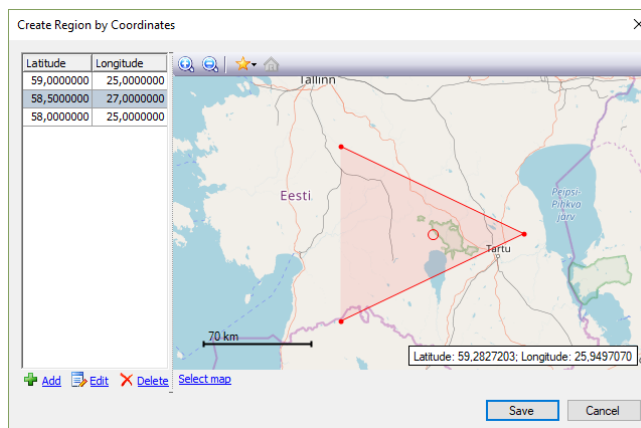 Create Region by Coordinates
Latitude Longitude
59,0000000 25,0000000
58,5000000 27,0000000
58,0000000 25,0000000
Tallinn
Eesti
Peipsi-
Pihkva
järv
Tartu
70 km
Latitude: 59,2827203; Longitude: 25,9497070
Add Edit Delete Select map
Save Cancel